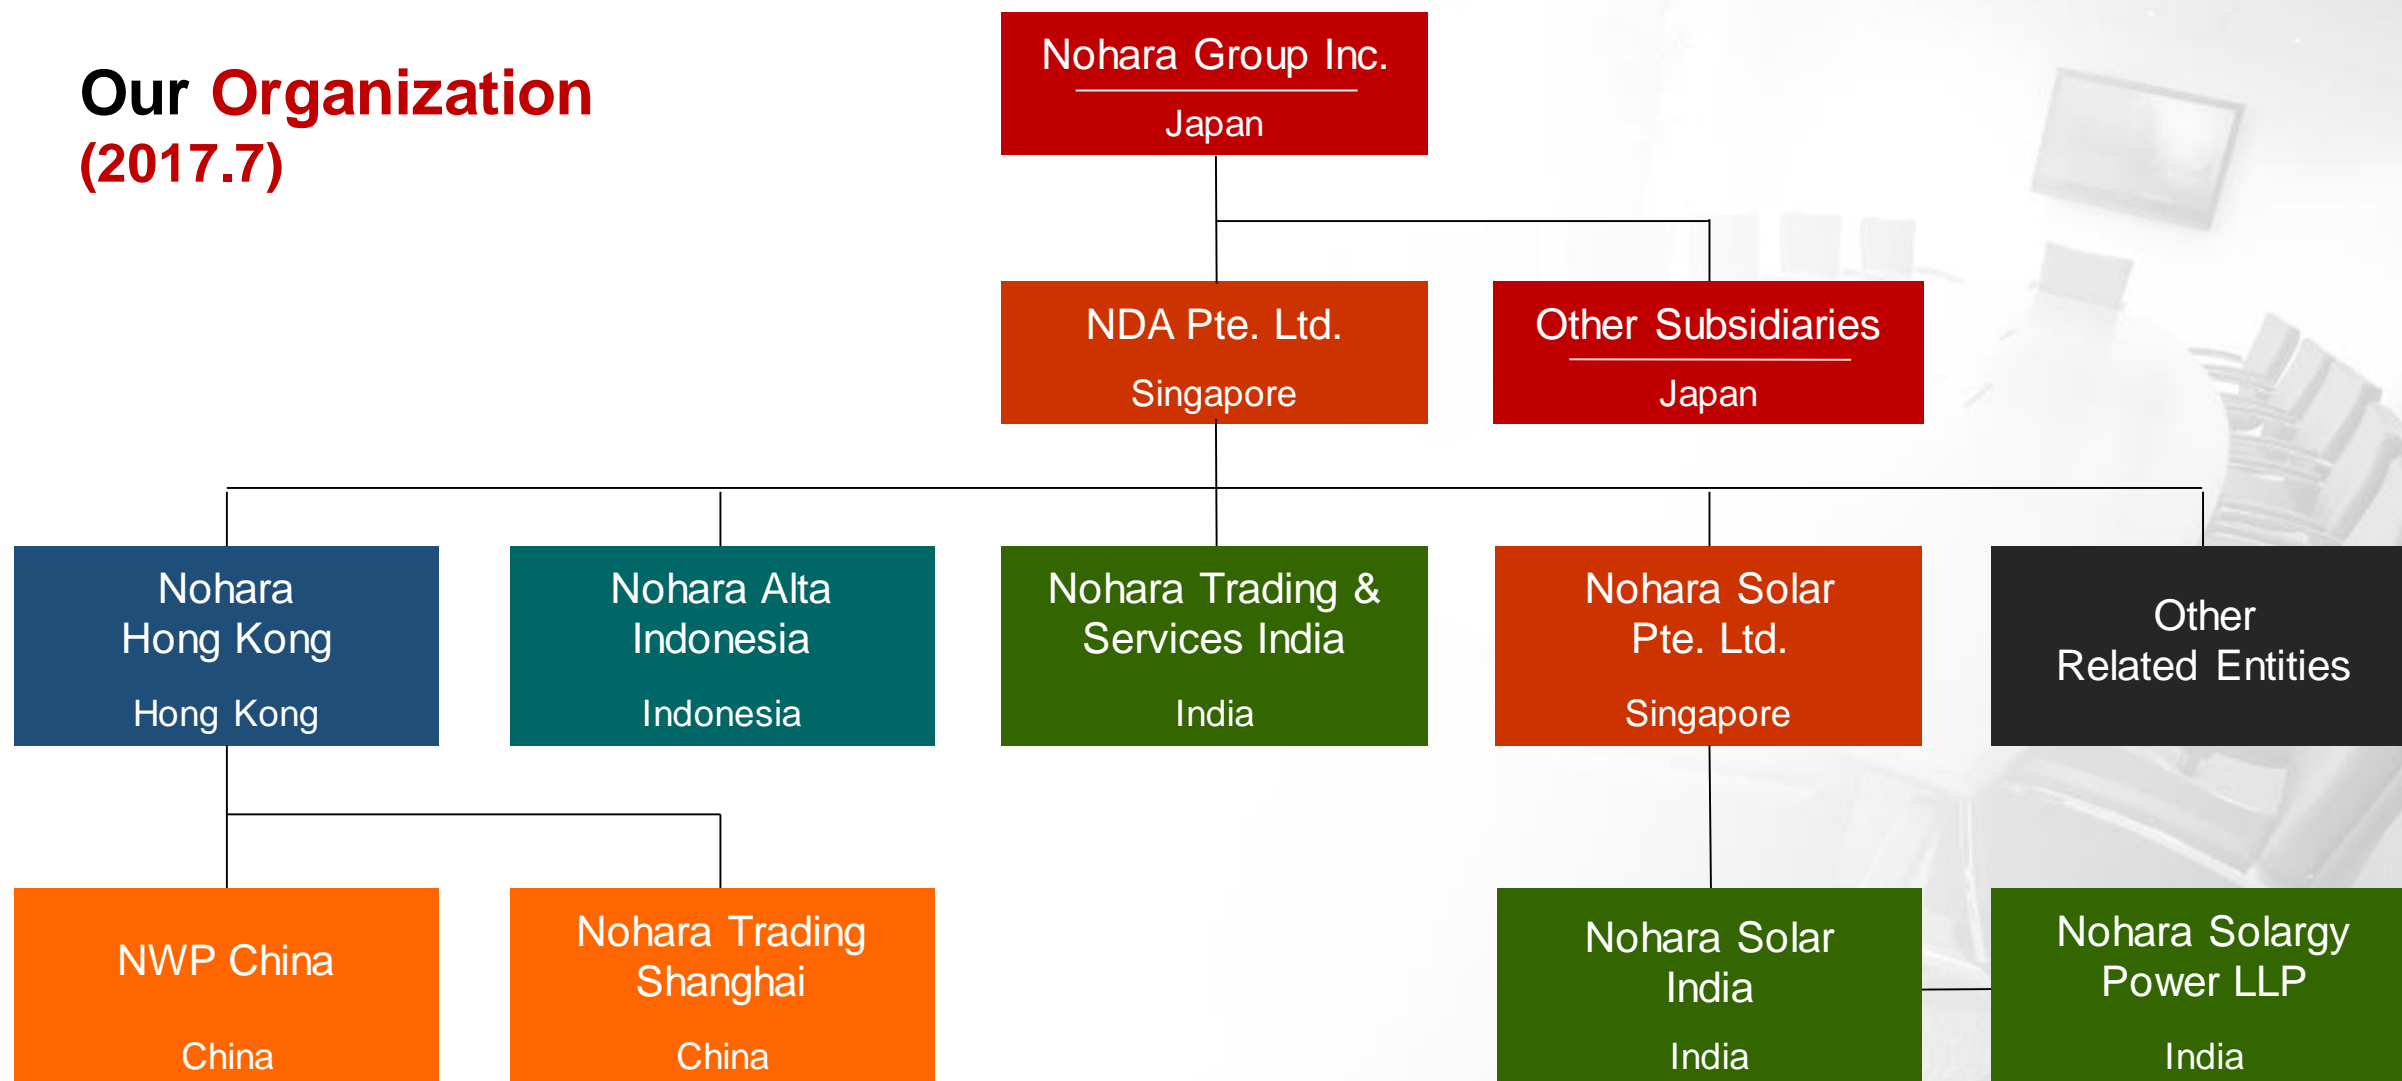 Our Organization
(2017.7)
Nohara Group Inc.
Japan
NDA Pte. Ltd.
Singapore
Other Subsidiaries
Japan
Nohara
Hong Kong
Hong Kong
Nohara Alta
Indonesia
Indonesia
Nohara Trading &
Services India
India
Nohara Solar
Pte. Ltd.
Singapore
Other
Related Entities
NWP China
China
Nohara Trading
Shanghai
China
Nohara Solar
India
India
Nohara Solargy
Power LLP
India